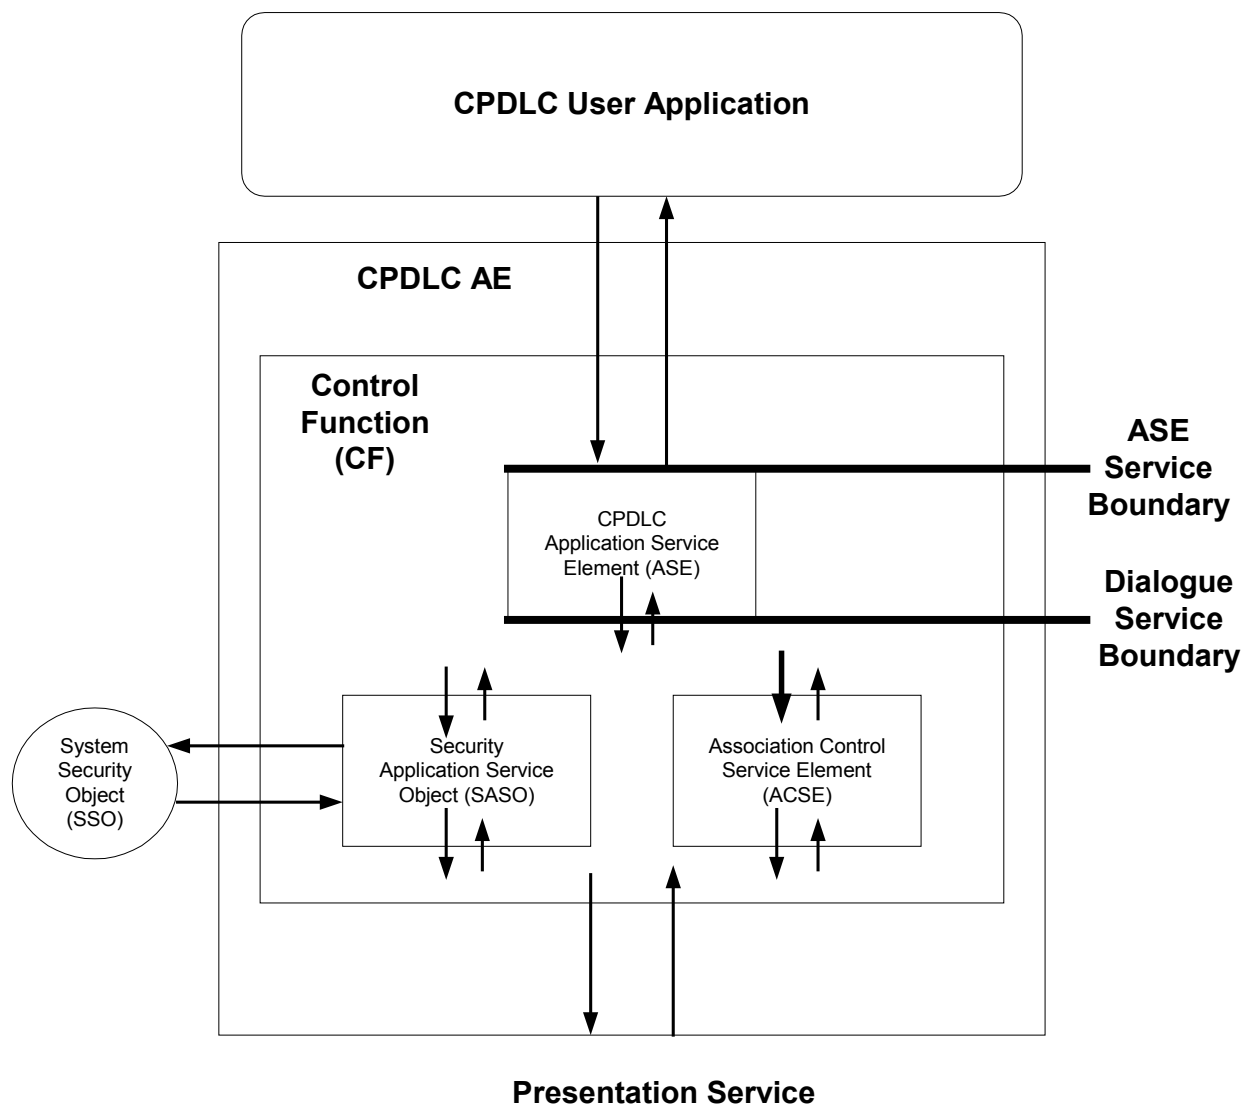 CPDLC User Application
CPDLC AE
Control
Function
(CF)
ASE
Service
Boundary
CPDLC
Application Service
Element (ASE)
Dialogue
Service
Boundary
System
Security
Object
(SSO)
Security
Application Service
Object (SASO)
Association Control
Service Element
(ACSE)
Presentation Service